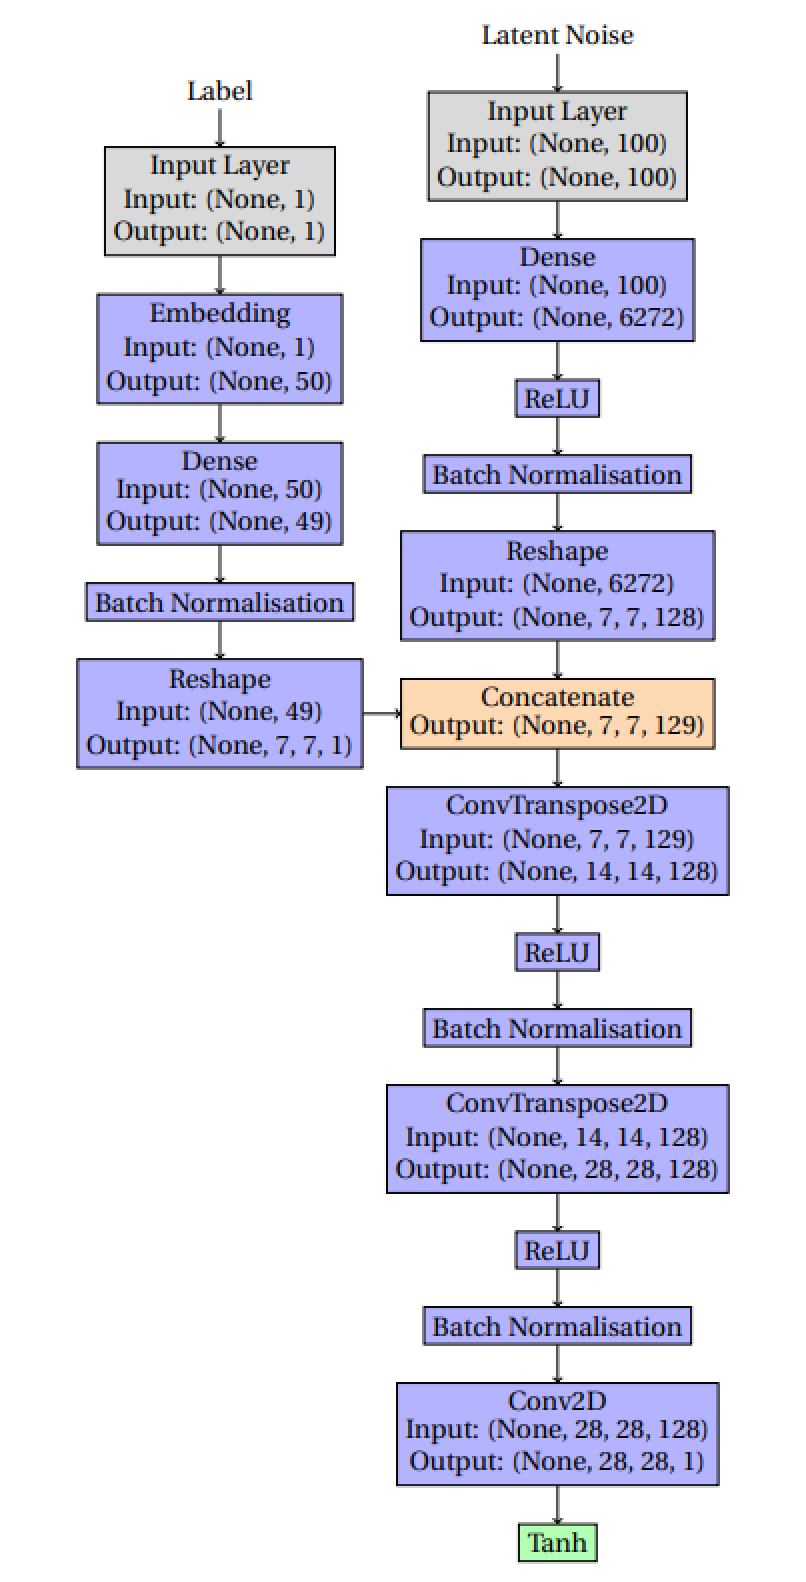 Label
Input Layer
Input: (None, 1)
Output: (None, 1)
Embedding
Input: (None, 1)
Output: (None, 50)
Dense
Input: (None, 50)
Output: (None, 49)
Batch Normalisation
Reshape
Input: (None, 49)
Output: (None, 7, 7, 1)
Latent Noise
Input Layer
Input: (None, 100)
Output: (None, 100)
Dense
Input: (None, 100)
Output: (None, 6272)
ReLU
Batch Normalisation
Reshape
Input: (None, 6272)
Output: (None, 7, 7, 128)
Concatenate
Output: (None, 7, 7, 129)
ConvTranspose2D
Input: (None, 7, 7, 129)
Output: (None, 14, 14, 128)
ReLU
Batch Normalisation
ConvTranspose2D
Input: (None, 14, 14, 128)
Output: (None, 28, 28, 128)
ReLU
Batch Normalisation
Conv2D
Input: (None, 28, 28, 128)
Output: (None, 28, 28, 1)
Tanh